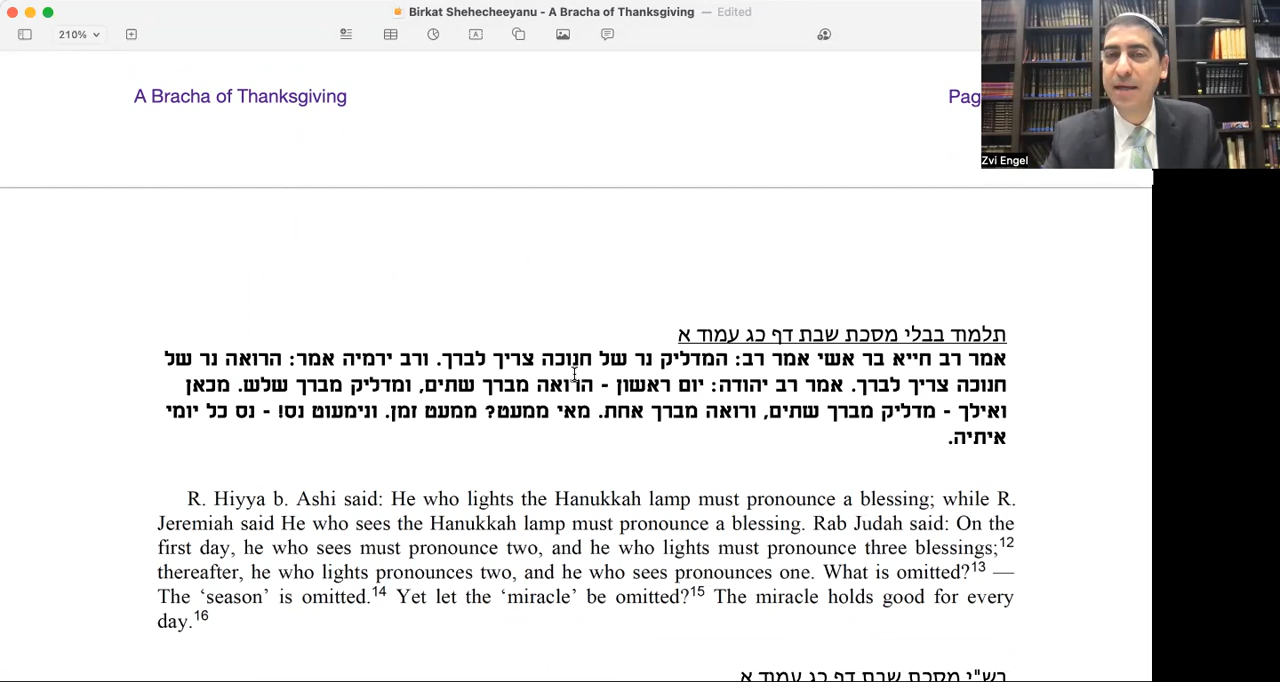 Birkat Shehecheeyanu - A Bracha of Thanksgiving — Edited
210%
A Bracha of Thanksgiving
Pag
Zvi Engel
תלמוד בבלי מסכת שבת דף כג עמוד א
אמר רב חייא בר אשי אמר רב: המדליק נר של חנוכה צריך לברך. ורב ירמיה אמר: הרואה נר של
חנוכה צריך לברך. אמר רב יהודה: יום ראשון - הרואה מברך שתים, ומדליק מברך שלש. מכאן
ואילך - מדליק מברך שתים, ורואה מברך אחת. מאי ממעט? ממעט זמן. ונימעוט נס! - נס כל יומי
איתיה.
R. Hiyya b. Ashi said: He who lights the Hanukkah lamp must pronounce a blessing; while R.
Jeremiah said He who sees the Hanukkah lamp must pronounce a blessing. Rab Judah said: On the
first day, he who sees must pronounce two, and he who lights must pronounce three blessings;12
thereafter, he who lights pronounces two, and he who sees pronounces one. What is omitted?13 —
The ‘season’ is omitted.14 Yet let the ‘miracle’ be omitted?15 The miracle holds good for every
day.16
רש"י מסכת שבת דף כג עמוד א